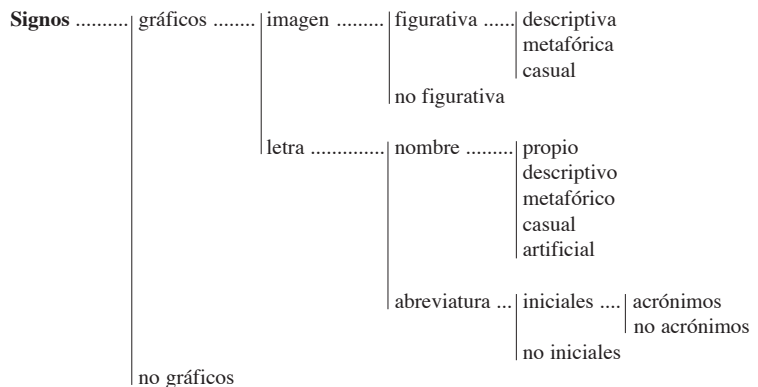 Signos .......... gráficos ........ imagen ......... figurativa ...... descriptiva
metafórica
casual
no figurativa
letra .............. nombre ......... propio
descriptivo
metafórico
casual
artificial
abreviatura ... iniciales .... acrónimos
no acrónimos
no iniciales
no gráficos